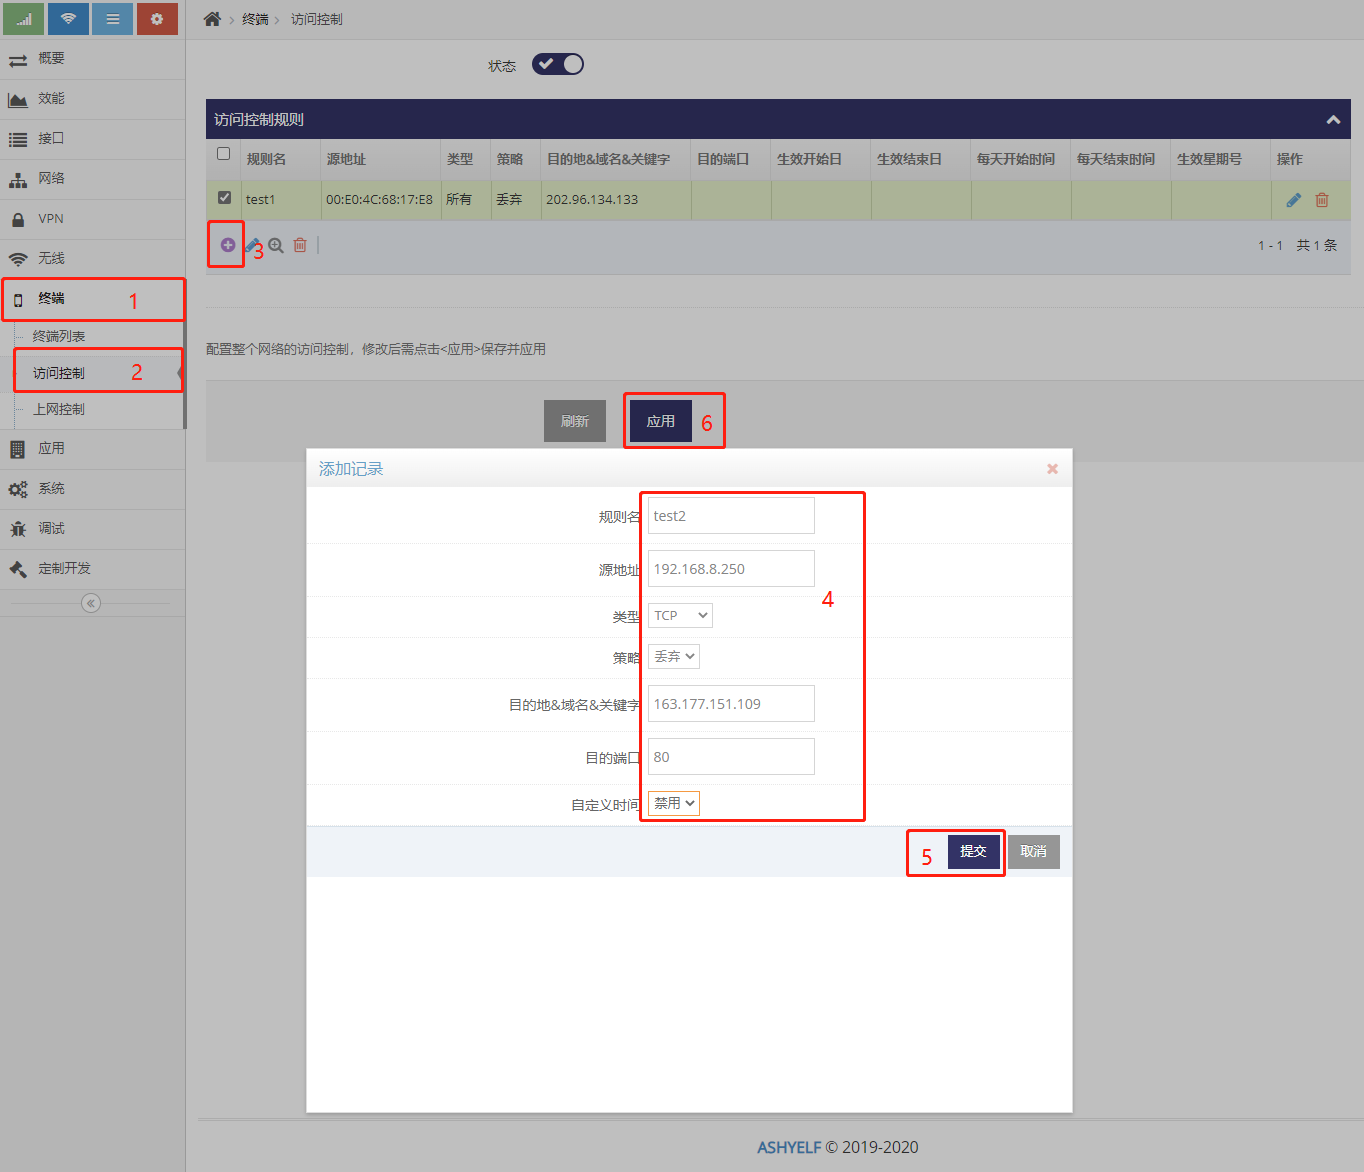 终端
访问控制
概要
效能
接口
网络
VPN
无线
终端 1
终端列表
访问控制 2
上网控制
应用
系统
调试
定制开发
状态
访问控制规则
规则名 源地址 类型 策略 目的地&域名&关键字 目的端口 生效开始日 生效结束日 每天开始时间 每天结束时间 生效星期号 操作
test1 00:E0:4C:68:17:E8 所有 丢弃 202.96.134.133
3
1 - 1 共 1 条
配置整个网络的访问控制，修改后需点击<应用>保存并应用
刷新 应用 6
添加记录
规则名 test2
源地址 192.168.8.250
4
类型 TCP
策略 丢弃
目的地&域名&关键字 163.177.151.109
目的端口 80
自定义时间 禁用
5 提交 取消
ASHYELF © 2019-2020